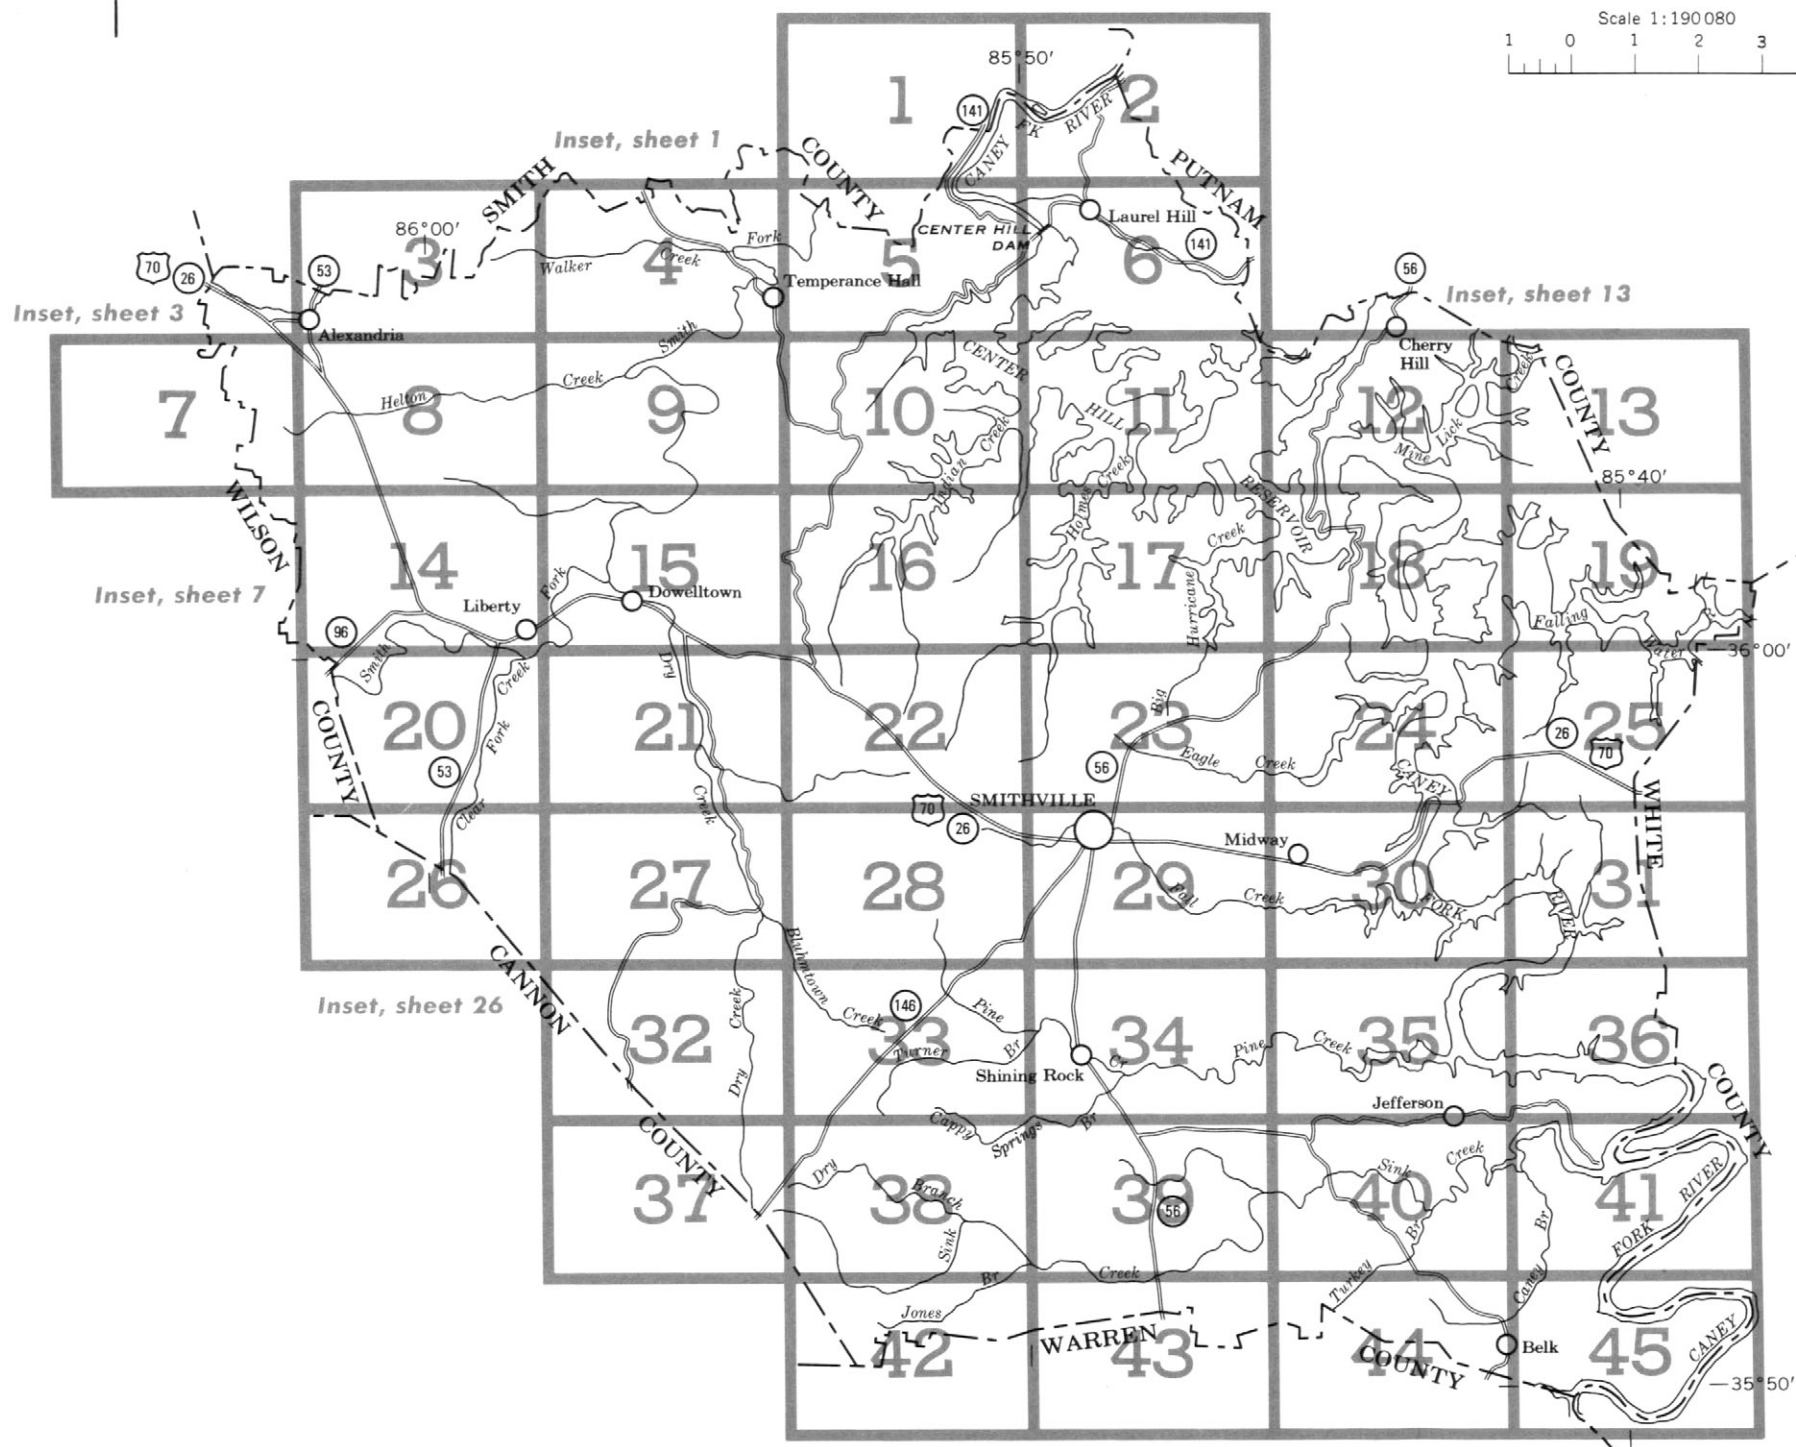 Scale 1:190 080
1 0 1 2 3
85°50'
1
2
141
CANEY FK RIVER
Inset, sheet 1
SMITH COUNTY
PUTNAM
86°00'
3
4
5
6
Walker Creek
Fork
CENTER HILL
DAM
Laurel Hill
141
70
26
53
Temperance Hall
56
Inset, sheet 3
Inset, sheet 13
Alexandria
Smith
Cherry
Hill
COUNTY
Creek
CENTER
HILL
RESERVOIR
7
8
9
10
11
12
13
Helton Creek
Indian Creek
Holmes Creek
Mine Lick
85°40'
WILSON
14
15
16
17
18
19
Inset, sheet 7
Hurricane Creek
Fork
Dowelltown
Liberty
96
Smith
Falling Water
R
36°00'
COUNTY
Creek
Dry
Big
20
21
22
23
24
25
Fork
53
Clear
Creek
56
Eagle Creek
26
70
CANEY
WHITE
SMITHVILLE
70
26
Midway
26
27
28
29
30
31
Fall Creek
FORK
RIVER
CANNON
Bluhmtown
Creek
Inset, sheet 26
146
Pine
Creek
32
33
34
35
36
Turner Br
Cr
Pine Creek
Shining Rock
Dry
COUNTY
Jefferson
Cappy Springs Br
COUNTY
Dry
Branch
Sink
Sink Creek
37
38
39
40
41
56
Br
Br
RIVER
FORK
Br
Creek
Turkey
Caney
Jones
WARREN
42
43
44
45
COUNTY
Belk
CANEY
35°50'